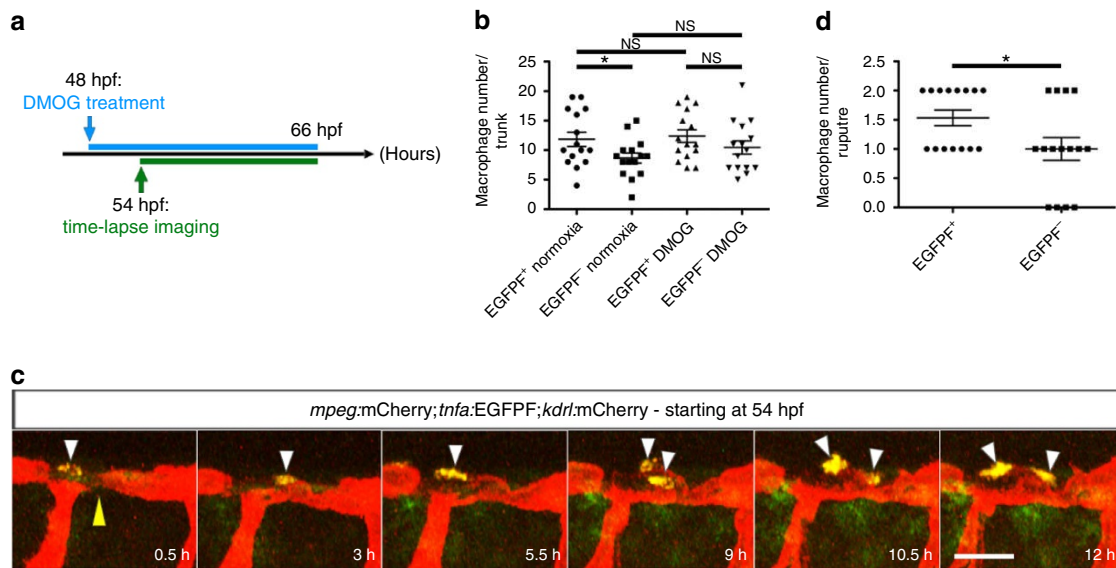 a
48 hpf:
DMOG treatment
66 hpf
(Hours)
54 hpf:
time-lapse imaging
b
NS
NS
*
NS
Macrophage number/
trunk
25
20
15
10
5
0
EGFPF+ normoxia
EGFPF− normoxia
EGFPF+ DMOG
EGFPF− DMOG
d
*
Macrophage number/
ruputre
2.5
2.0
1.5
1.0
0.5
0.0
EGFPF+
EGFPF−
c
mpeg:mCherry;tnfa:EGFPF;kdrl:mCherry - starting at 54 hpf
0.5 h
3 h
5.5 h
9 h
10.5 h
12 h